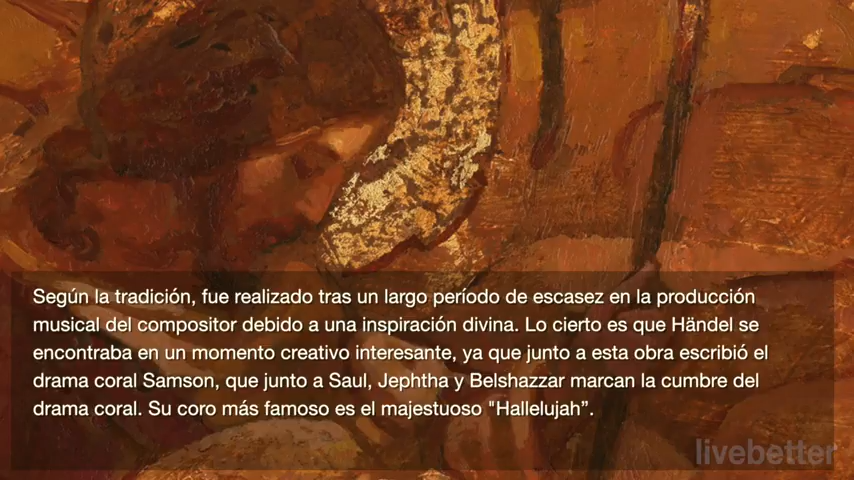 Según la tradición, fue realizado tras un largo período de escasez en la producción
musical del compositor debido a una inspiración divina. Lo cierto es que Händel se
encontraba en un momento creativo interesante, ya que junto a esta obra escribió el
drama coral Samson, que junto a Saul, Jephtha y Belshazzar marcan la cumbre del
drama coral. Su coro más famoso es el majestuoso "Hallelujah”.
livebetter